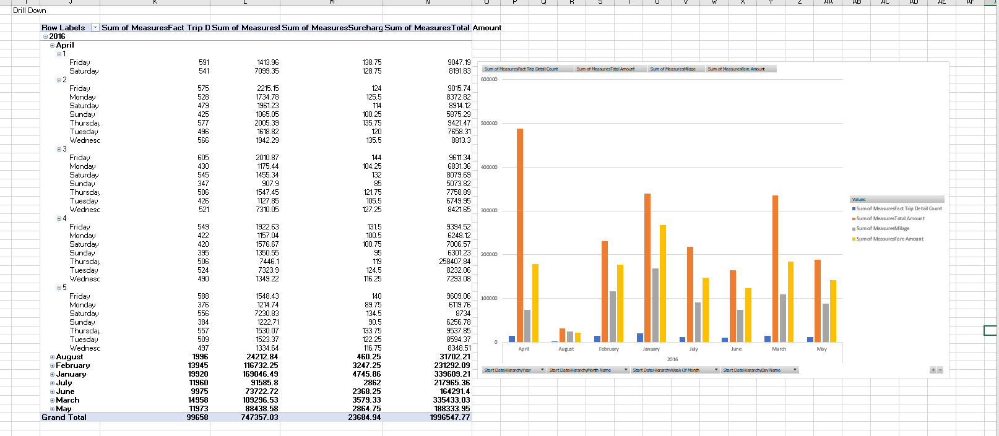 I J K L M N O P Q R S T U V W X Y Z AA AB AC AD AE AF
Drill Down
Row Labels Sum of MeasuresFact Trip D Sum of MeasuresI Sum of MeasuresSurcharg Sum of MeasuresTotal Amount
2016
April
1
Friday 591 1413.96 138.75 9047.19
Saturday 541 7099.35 128.75 8191.83
2
Friday 575 2215.15 124 9015.74
Monday 528 1734.78 125.5 8372.82
Saturday 479 1961.23 114 8914.12
Sunday 425 1065.05 100.25 5875.29
Thursday 577 2005.39 135.75 9421.47
Tuesday 496 1618.82 120 7658.31
Wednesc 566 1942.29 135.5 8813.3
3
Friday 605 2010.87 144 9611.34
Monday 430 1175.44 104.25 6831.36
Saturday 545 1455.34 132 8079.69
Sunday 347 907.9 85 5073.82
Thursday 506 1547.45 121.75 7758.89
Tuesday 426 1127.85 105.5 6749.95
Wednesc 521 7310.05 127.25 8421.65
4
Friday 549 1922.63 131.5 9394.52
Monday 422 1157.04 100.5 6248.12
Saturday 420 1576.67 100.75 7006.57
Sunday 395 1350.55 95 6301.23
Thursday 506 7446.1 119 258407.84
Tuesday 524 7323.9 124.5 8232.06
Wednesc 490 1349.22 116.25 7293.08
5
Friday 588 1548.43 140 9609.06
Monday 376 1214.74 89.75 6119.76
Saturday 556 7230.83 134.5 8734
Sunday 384 1222.71 90.5 6256.78
Thursday 557 1530.07 133.75 9537.85
Tuesday 509 1523.37 122.25 8594.37
Wednesc 497 1334.64 116.75 8348.51
August 1996 24212.84 460.25 31702.21
February 13945 116732.25 3247.25 231292.09
January 19920 169046.49 4745.86 339609.21
July 11960 91585.8 2862 217965.36
June 9975 73722.72 2368.25 164291.4
March 14958 109296.53 3579.33 335433.03
May 11973 88438.58 2864.75 188333.95
Grand Total 99658 747357.03 23684.94 1996547.77
Sum of MeasuresFact Trip Detail Count Sum of MeasuresTotal Amount Sum of MeasuresMilage Sum of MeasuresFare Amount
600000
500000
400000
300000
200000
100000
0
April August February January July June March May
2016
Values
Sum of MeasuresFact Trip Detail Count
Sum of MeasuresTotal Amount
Sum of MeasuresMilage
Sum of MeasuresFare Amount
Start DateHierarchyYear Start DateHierarchyMonth Name Start DateHierarchyWeek Of Month Start DateHierarchyDay Name